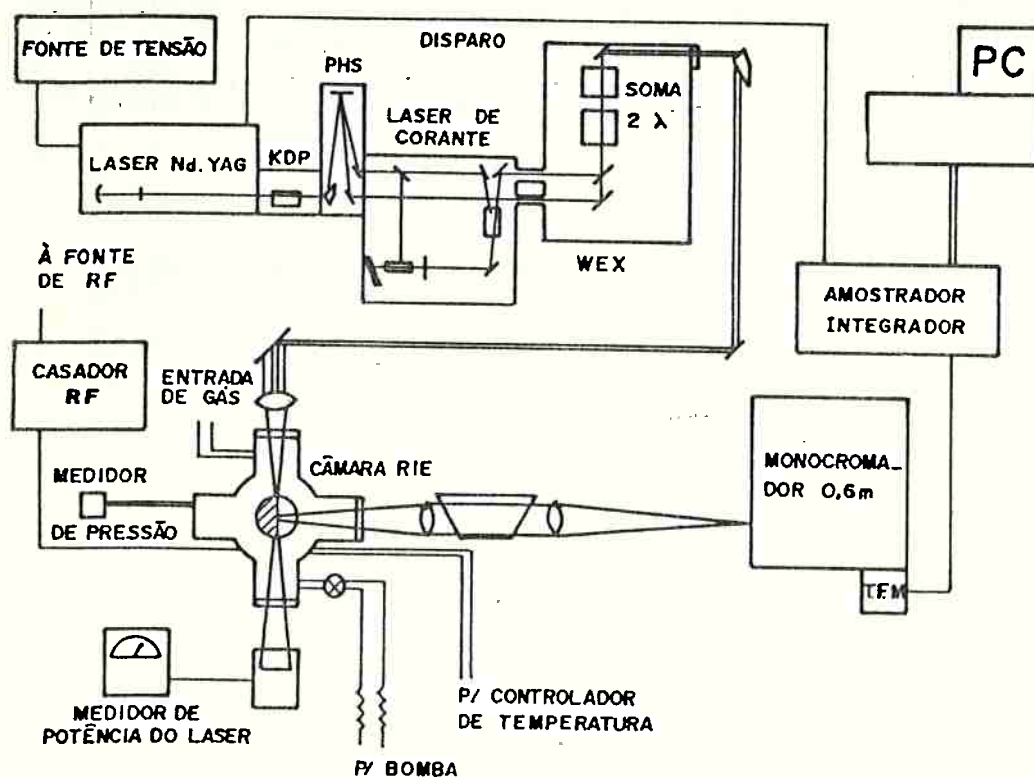 FONTE DE TENSÃO
DISPARO
PC
PHS
SOMA
2 λ
LASER DE
CORANTE
LASER Nd.YAG
KDP
WEX
À FONTE
DE RF
AMOSTRADOR
INTEGRADOR
CASADOR
RF
ENTRADA
DE GÁS
CÂMARA RIE
MEDIDOR
DE PRESSÃO
MONOCROMA_
DOR 0,6m
TFM
MEDIDOR DE
POTÊNCIA DO LASER
P/ CONTROLADOR
DE TEMPERATURA
P/ BOMBA